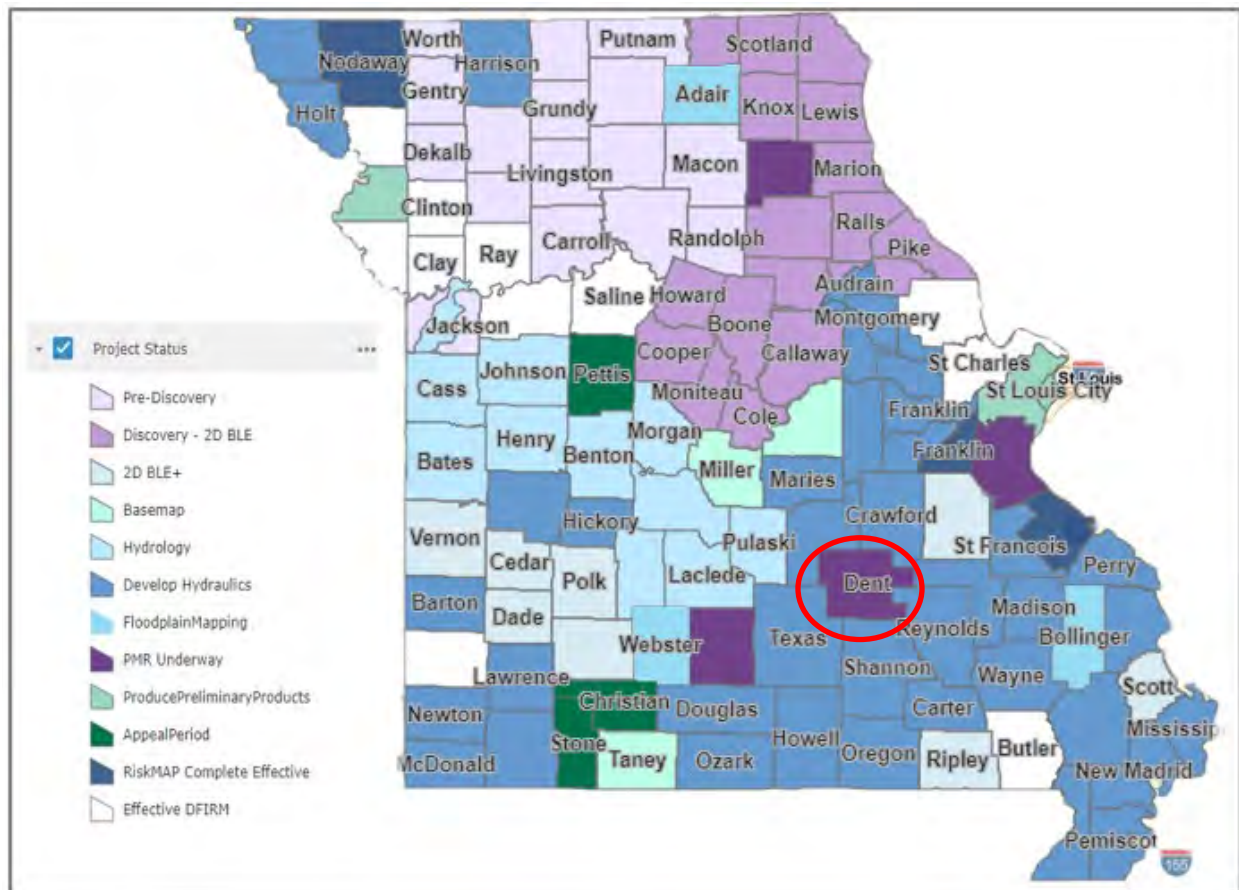 Worth
Putnam
Scotland
Nodaway
Harrison
Gentry
Adair
Knox
Holt
Grundy
Lewis
Dekalb
Macon
Livingston
Marion
Clinton
Ralls
Carroll
Randolph
Pike
Clay
Ray
Audrain
Saline
Howard
Jackson
Boone
Montgomery
Project Status
...
Johnson
Pettis
Cooper
Callaway
St Charles
St Louis
Cass
Moniteau
St Louis City
Pre-Discovery
Cole
Franklin
Discovery - 2D BLE
Henry
Morgan
Franklin
Bates
Benton
2D BLE+
Miller
Maries
Basemap
Hickory
Crawford
Vernon
Hydrology
Pulaski
St Francois
Cedar
Perry
Develop Hydraulics
Polk
Laclede
Dent
Barton
Madison
FloodplainMapping
Dade
Reynolds
Bollinger
Webster
Texas
PMR Underway
Shannon
Lawrence
Wayne
Scott
ProducePreliminaryProducts
Christian
Newton
Douglas
Carter
AppealPeriod
Mississip
Stone
Howell
Oregon
Butler
McDonald
Taney
Ozark
Ripley
RiskMAP Complete Effective
New Madrid
Effective DFIRM
Pemiscot
155